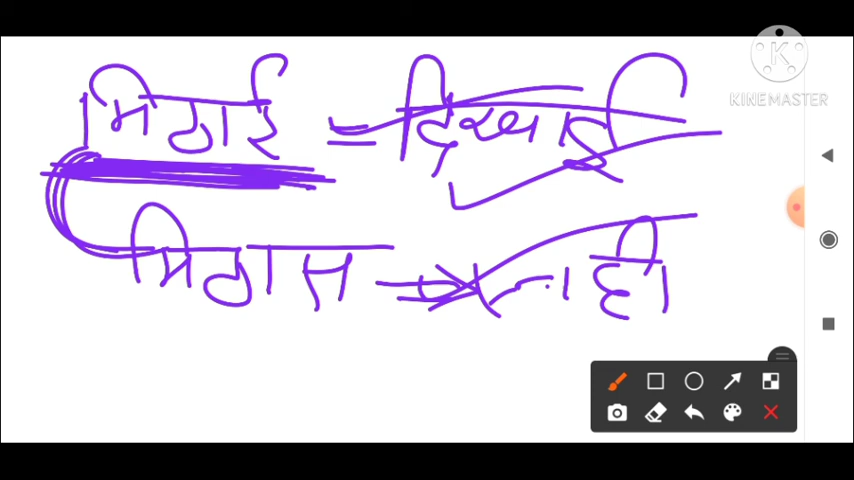 मिठाई = दिखाई
मिठास = नाही
KINEMASTER